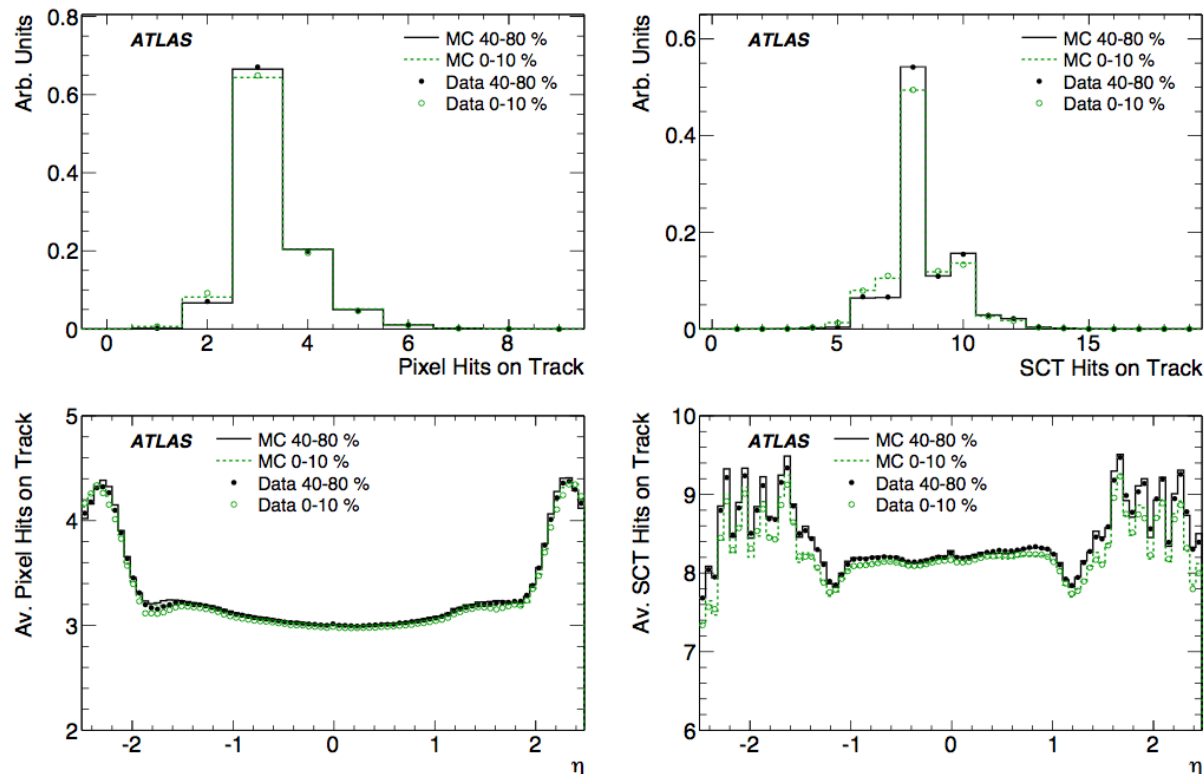 Arb. Units
0.8
0.6
0.4
0.2
0
ATLAS
MC 40-80 %
MC 0-10 %
Data 40-80 %
Data 0-10 %
0 2 4 6 8
Pixel Hits on Track
Arb. Units
0.6
0.4
0.2
0
ATLAS
MC 40-80 %
MC 0-10 %
Data 40-80 %
Data 0-10 %
0 5 10 15
SCT Hits on Track
Av. Pixel Hits on Track
5
4
3
2
ATLAS
MC 40-80 %
MC 0-10 %
Data 40-80 %
Data 0-10 %
-2 -1 0 1 2
η
Av. SCT Hits on Track
10
9
8
7
6
ATLAS
MC 40-80 %
MC 0-10 %
Data 40-80 %
Data 0-10 %
-2 -1 0 1 2
η